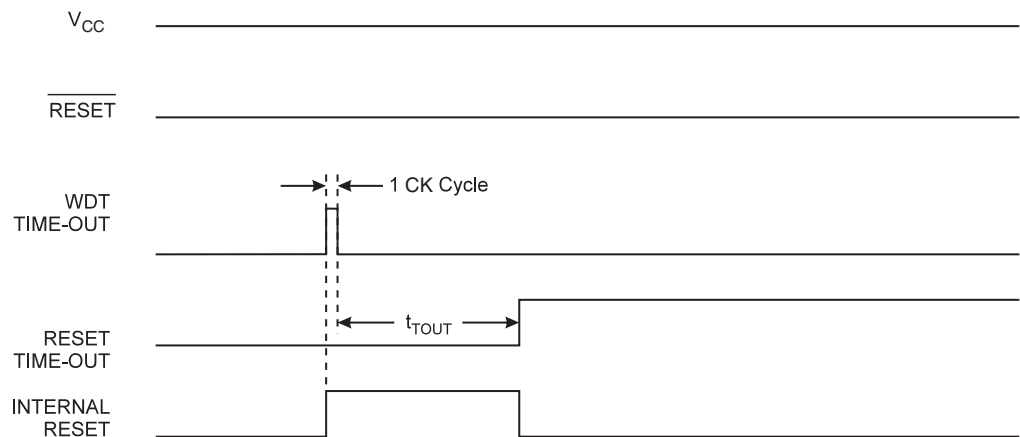 VCC
RESET
1 CK Cycle
WDT
TIME-OUT
tTOUT
RESET
TIME-OUT
INTERNAL
RESET